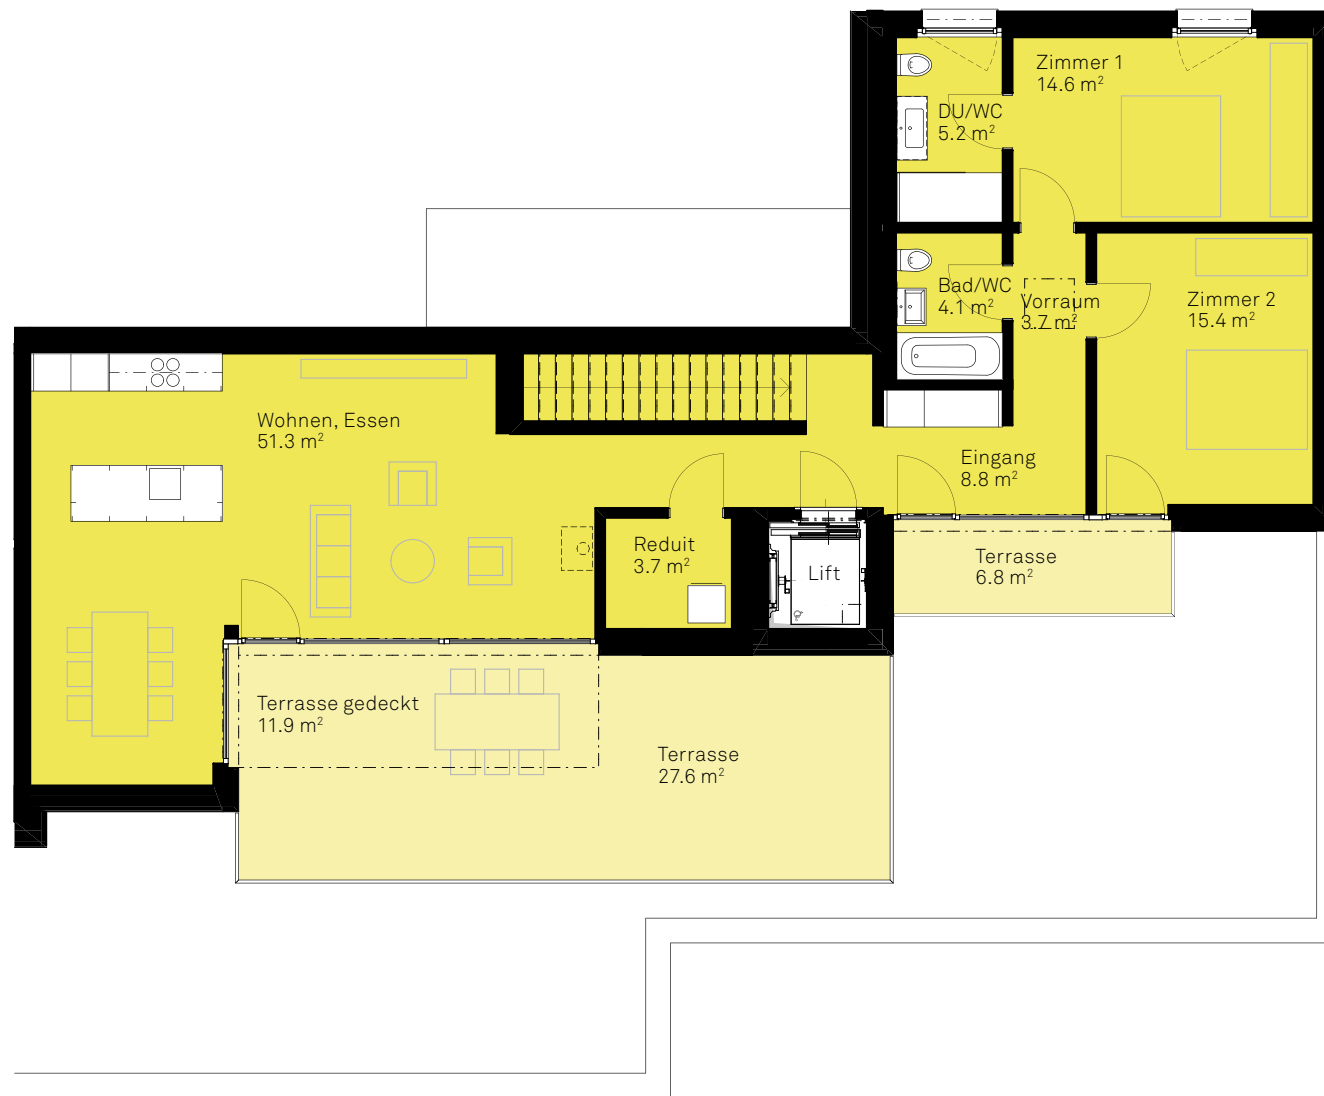 Zimmer 1
14.6 m²
DU/WC
5.2 m²
Bad/WC
4.1 m²
Vorraum
3.7 m²
Zimmer 2
15.4 m²
Wohnen, Essen
51.3 m²
Eingang
8.8 m²
Reduit
3.7 m²
Lift
Terrasse
6.8 m²
Terrasse gedeckt
11.9 m²
Terrasse
27.6 m²